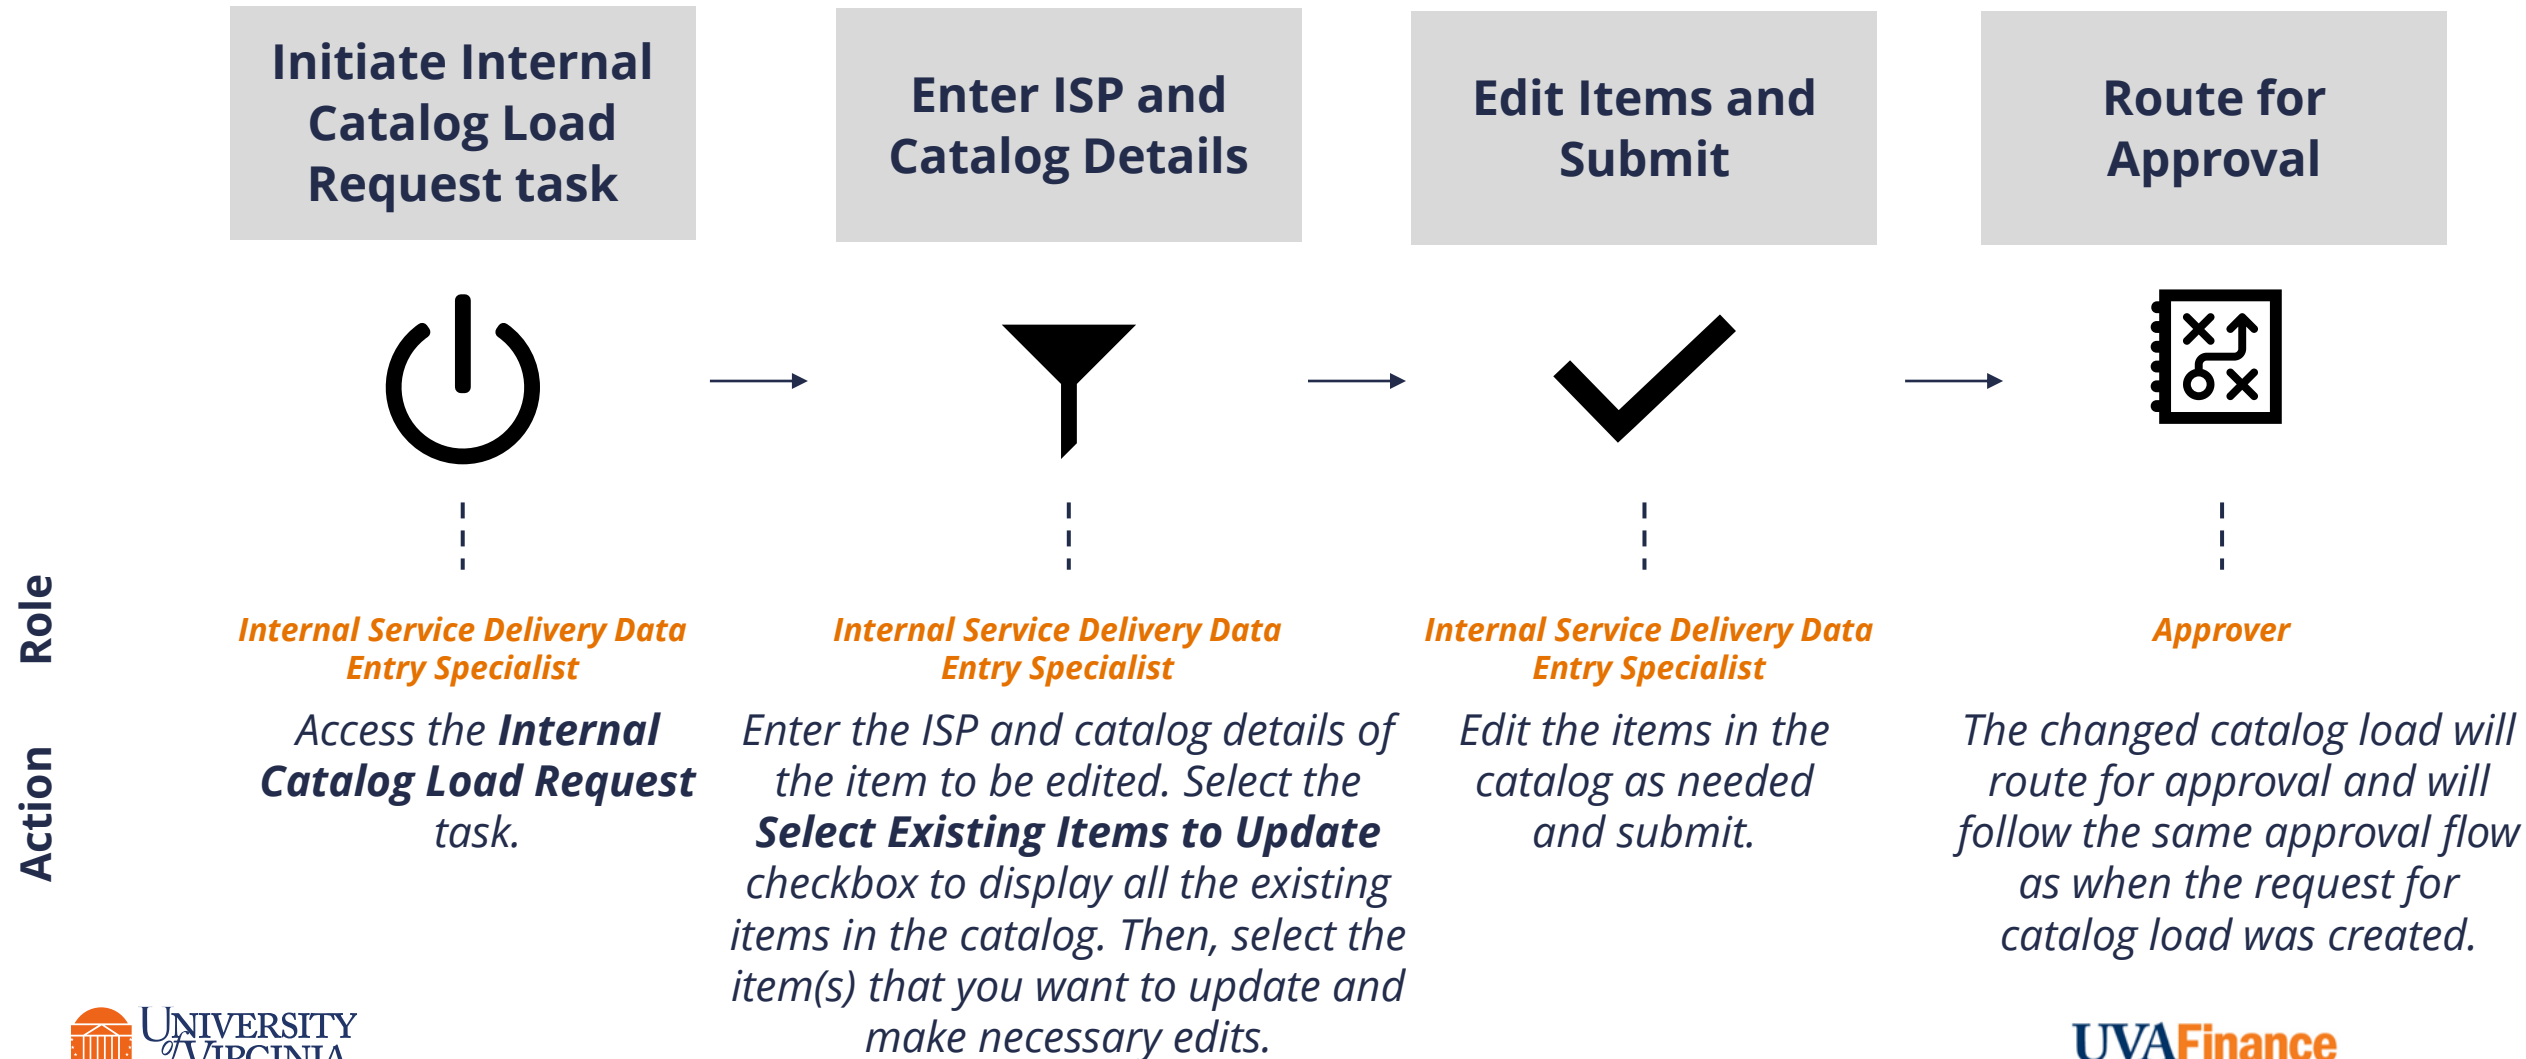 Initiate Internal
Catalog Load
Request task
Enter ISP and
Catalog Details
Edit Items and
Submit
Route for
Approval
Role
Internal Service Delivery Data
Entry Specialist
Internal Service Delivery Data
Entry Specialist
Internal Service Delivery Data
Entry Specialist
Approver
Action
Access the Internal
Catalog Load Request
task.
Enter the ISP and catalog details of
the item to be edited. Select the
Select Existing Items to Update
checkbox to display all the existing
items in the catalog. Then, select the
item(s) that you want to update and
make necessary edits.
Edit the items in the
catalog as needed
and submit.
The changed catalog load will
route for approval and will
follow the same approval flow
as when the request for
catalog load was created.
UNIVERSITY
of VIRGINIA
UVAFinance